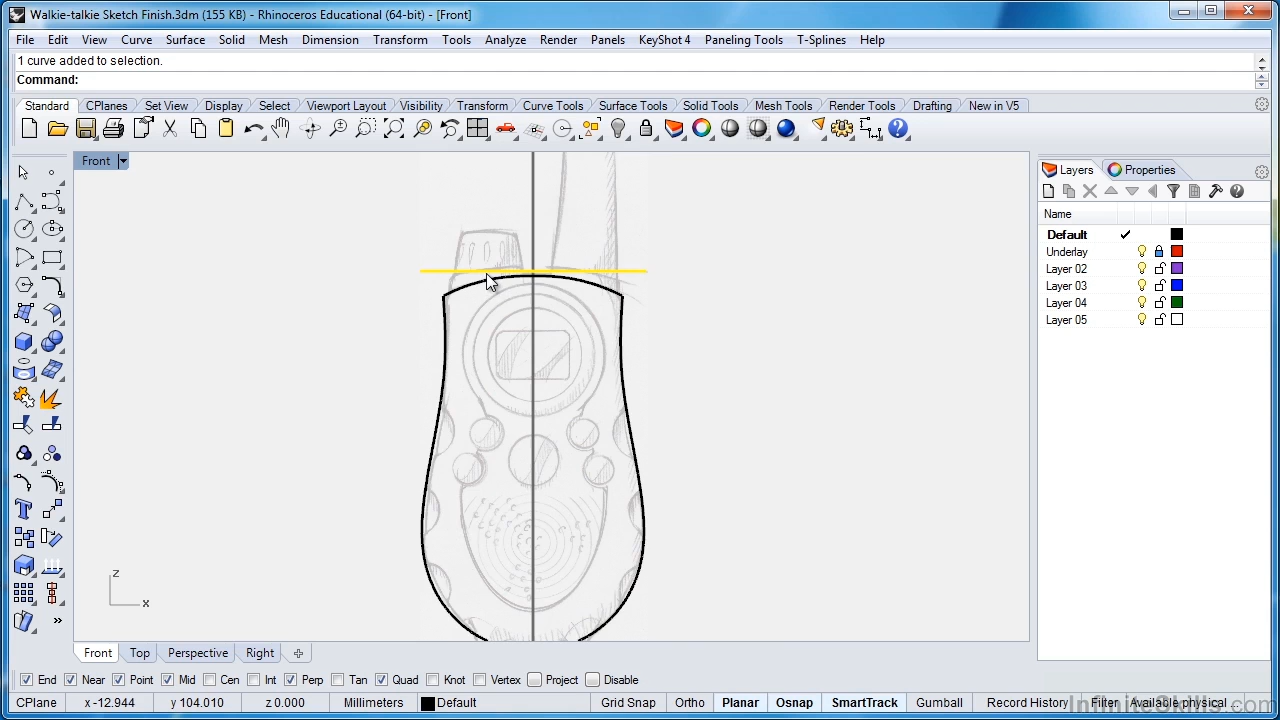 Walkie-talkie Sketch Finish.3dm (155 KB) - Rhinoceros Educational (64-bit) - [Front]
File Edit View Curve Surface Solid Mesh Dimension Transform Tools Analyze Render Panels KeyShot 4 Paneling Tools T-Splines Help
1 curve added to selection.
Command:
Standard CPlanes Set View Display Select Viewport Layout Visibility Transform Curve Tools Surface Tools Solid Tools Mesh Tools Render Tools Drafting New in V5
Front
Layers Properties
Name
Default
Underlay
Layer 02
Layer 03
Layer 04
Layer 05
z
x
Front Top Perspective Right
End Near Point Mid Cen Int Perp Tan Quad Knot Vertex Project Disable
CPlane x -12.944 y 104.010 z 0.000 Millimeters Default Grid Snap Ortho Planar Osnap SmartTrack Gumball Record History Filter Available physical
InfiniteSkills.com